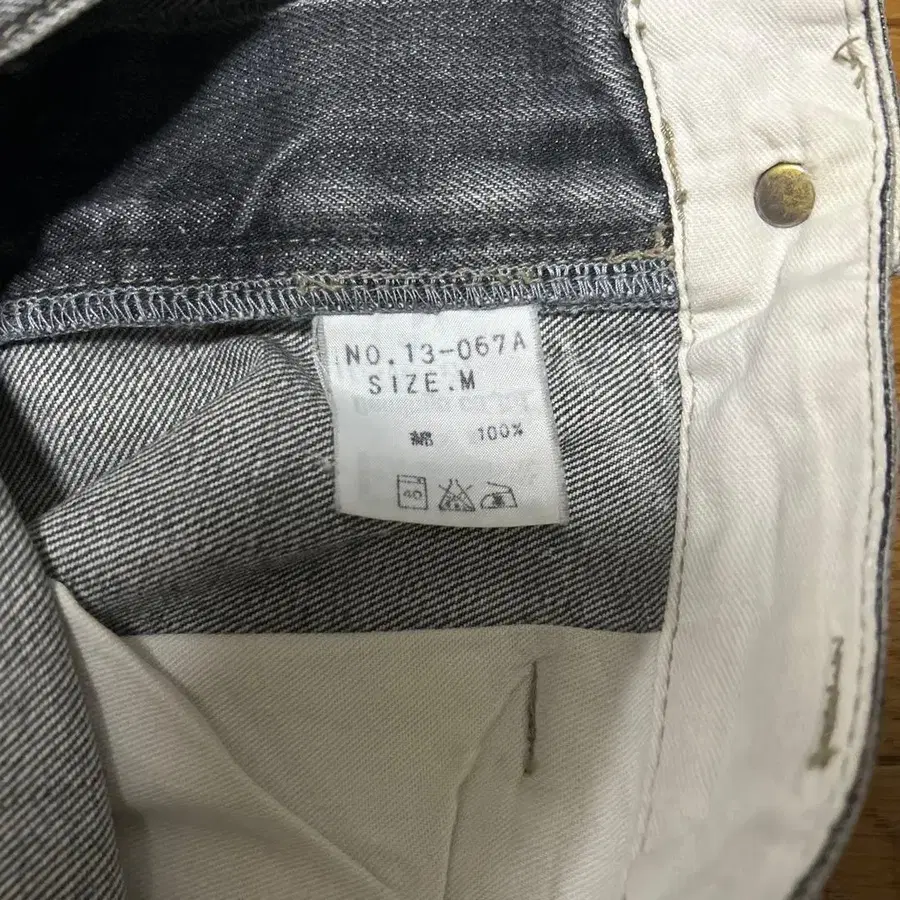 NO.13-067A
SIZE.M
綿 100%
40